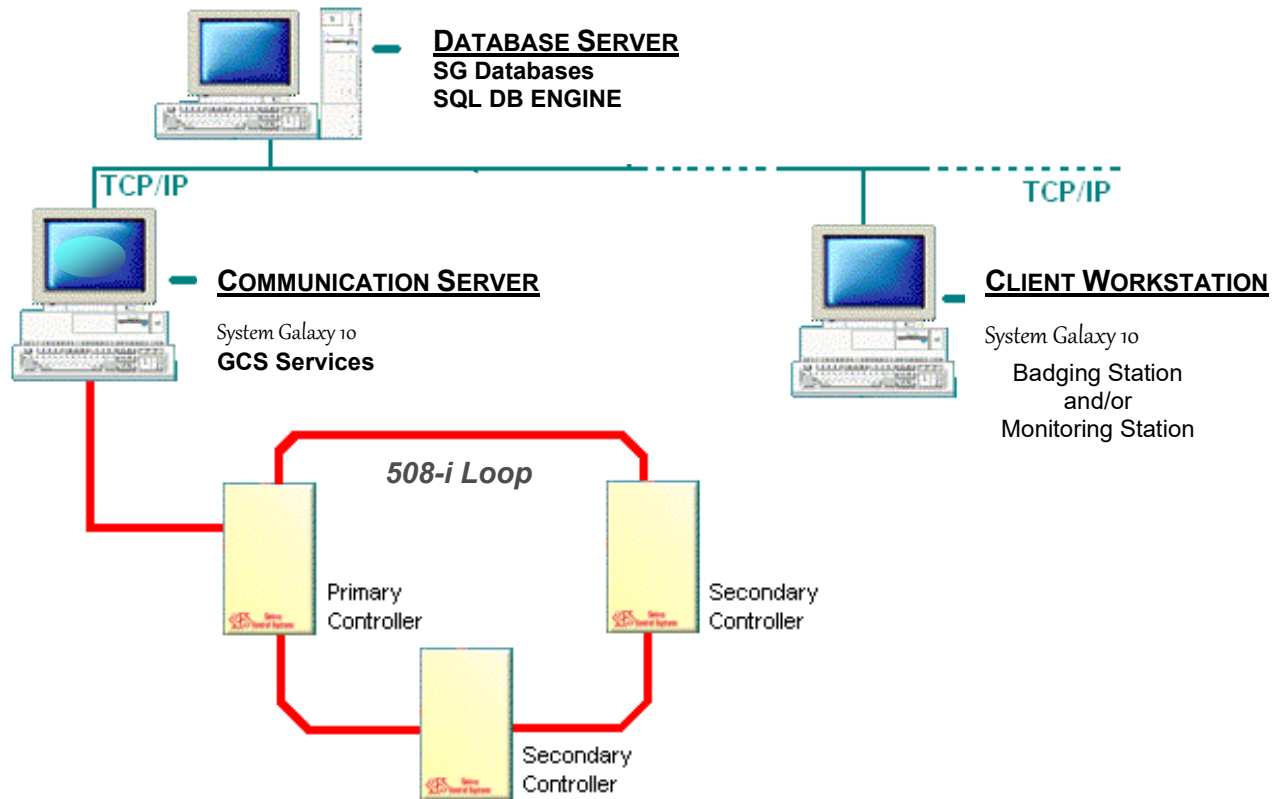 DATABASE SERVER
SG Databases
SQL DB ENGINE
TCP/IP
TCP/IP
COMMUNICATION SERVER
System Galaxy 10
GCS Services
CLIENT WORKSTATION
System Galaxy 10
Badging Station
and/or
Monitoring Station
508-i Loop
Primary
Controller
Secondary
Controller
Secondary
Controller